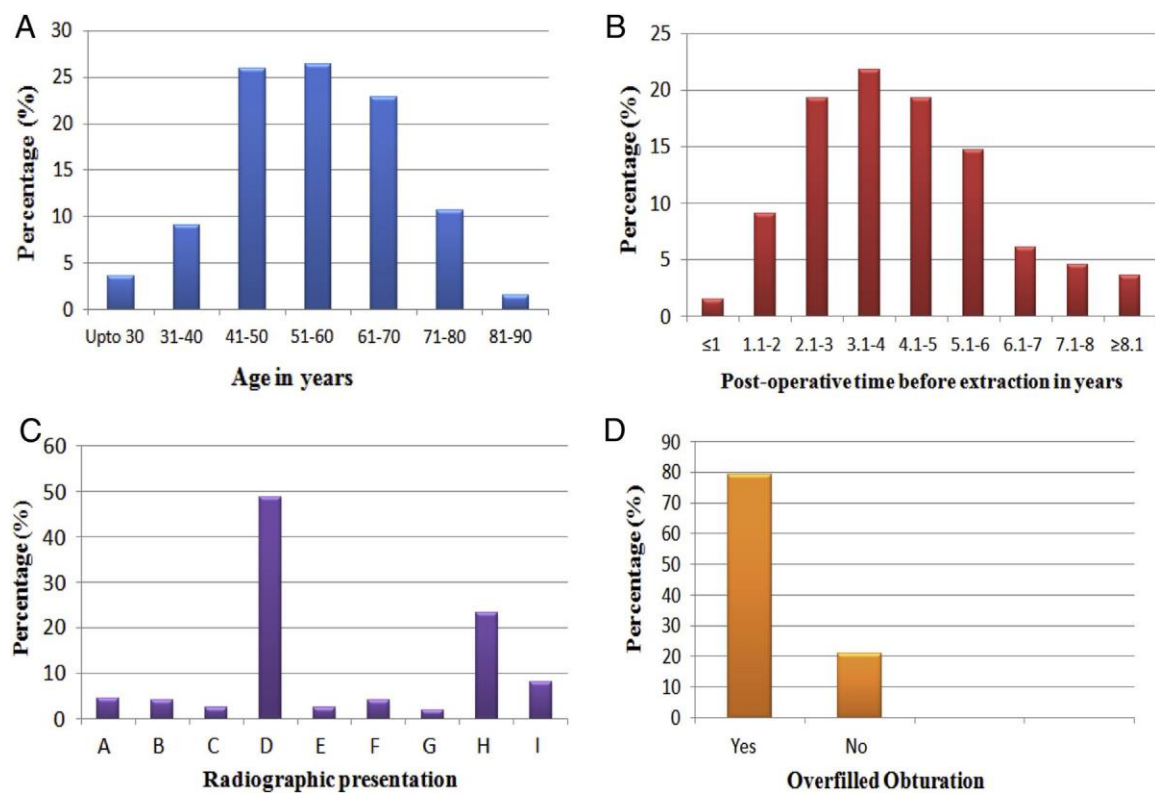 A
Percentage (%)
30
25
20
15
10
5
0
Upto 30 31-40 41-50 51-60 61-70 71-80 81-90
Age in years
B
Percentage (%)
25
20
15
10
5
0
≤1 1.1-2 2.1-3 3.1-4 4.1-5 5.1-6 6.1-7 7.1-8 ≥8.1
Post-operative time before extraction in years
C
Percentage (%)
60
50
40
30
20
10
0
A B C D E F G H I
Radiographic presentation
D
Percentage (%)
90
80
70
60
50
40
30
20
10
0
Yes No
Overfilled Obturation